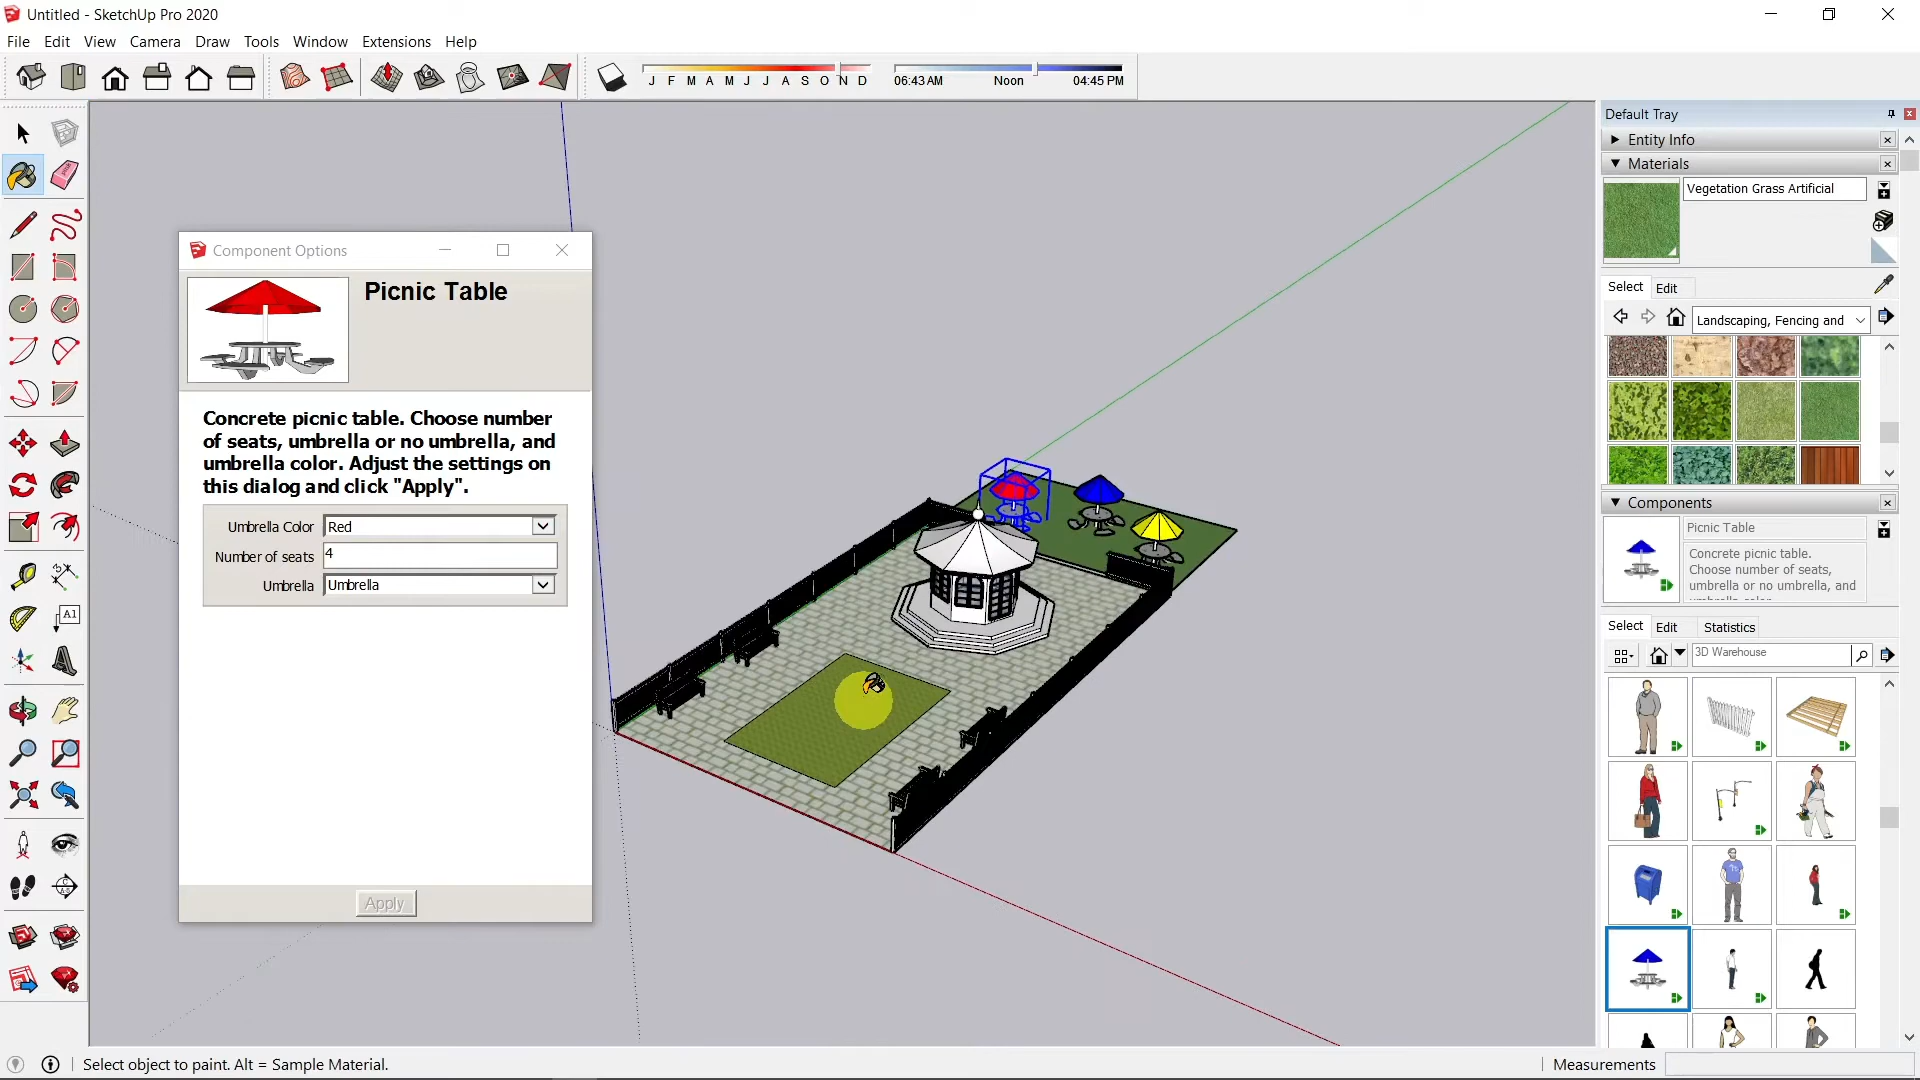 Untitled - SketchUp Pro 2020
File Edit View Camera Draw Tools Window Extensions Help
J F M A M J J A S O N D
06:43 AM Noon 04:45 PM
Component Options
Picnic Table
Concrete picnic table. Choose number
of seats, umbrella or no umbrella, and
umbrella color. Adjust the settings on
this dialog and click "Apply".
Umbrella Color Red
Number of seats 4
Umbrella Umbrella
Apply
A1
Default Tray
Entity Info
Materials
Vegetation Grass Artificial
Select Edit
Landscaping, Fencing and
Components
Picnic Table
Concrete picnic table.
Choose number of seats,
umbrella or no umbrella, and
Select Edit Statistics
3D Warehouse
Select object to paint. Alt = Sample Material.
Measurements